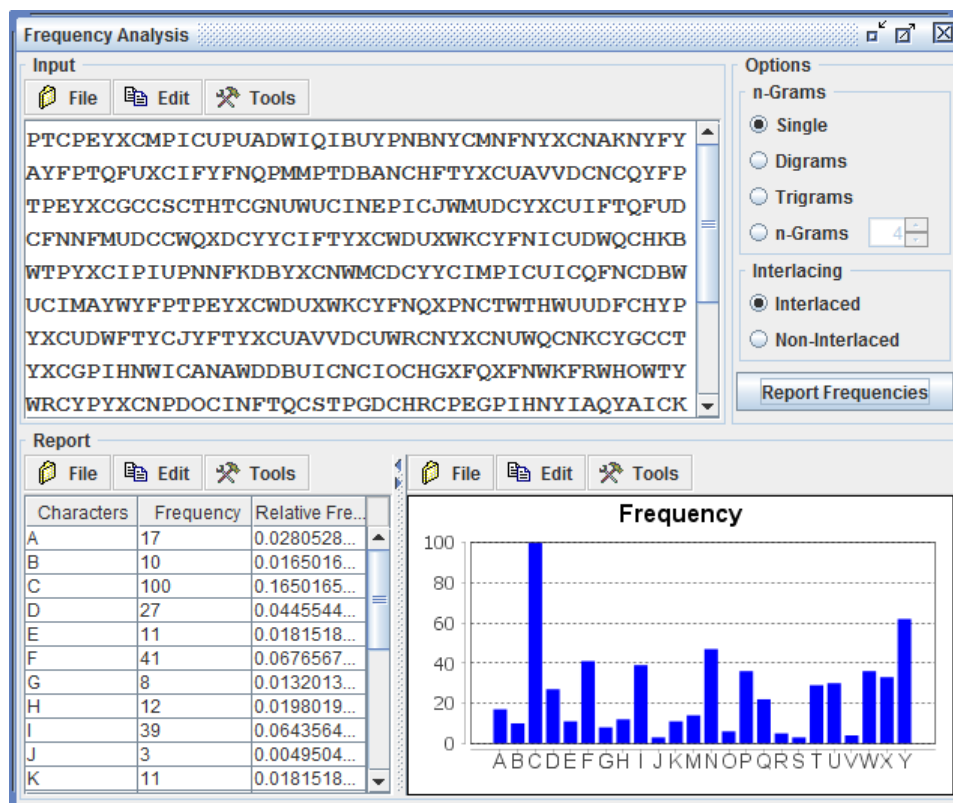 Frequency Analysis
Input
Options
File Edit Tools
n-Grams
Single
Digrams
Trigrams
n-Grams 4
Interlacing
Interlaced
Non-Interlaced
Report Frequencies
PTCPEYXCMPICUPUADWIQIBUYPNBNYCMNFNYXCNAKNYFY
AYFPTQFUXCIFYFNQPMMPTDBANCHFTYXCUAVVDCNCQYFP
TPEYXCGCCSCTHTCGNUWUCINEPICJWMUDCYXCUIFTQFUD
CFNNFMUDCCWQXDCYYCIFTYXCWDUXWKCYFNICUDWQCHKB
WTPYXCIPIUPNNFKDBYXCNWMCDCYYCIMPICUICQFNCDBW
UCIMAYWYFPTPEYXCWDUXWKCYFNQXPNCTWTHWUUDFCHYP
YXCUDWFTYCJYFTYXCUAVVDCUWRCNYXCNUWQCNKCYGCCT
YXCGPIHNWICANAWDDBUICNCIOCHGXFQXFNWKFRWHOWTY
WRCYPYXCNPDOCINFTQCSTPGDCHRCPEGPIHNYIAQYAICK
Report
File Edit Tools
File Edit Tools
Characters Frequency Relative Fre...
A 17 0.0280528...
B 10 0.0165016...
C 100 0.1650165...
D 27 0.0445544...
E 11 0.0181518...
F 41 0.0676567...
G 8 0.0132013...
H 12 0.0198019...
I 39 0.0643564...
J 3 0.0049504...
K 11 0.0181518...
Frequency
100
80
60
40
20
0
A B C D E F G H I J K M N O P Q R S T U V W X Y